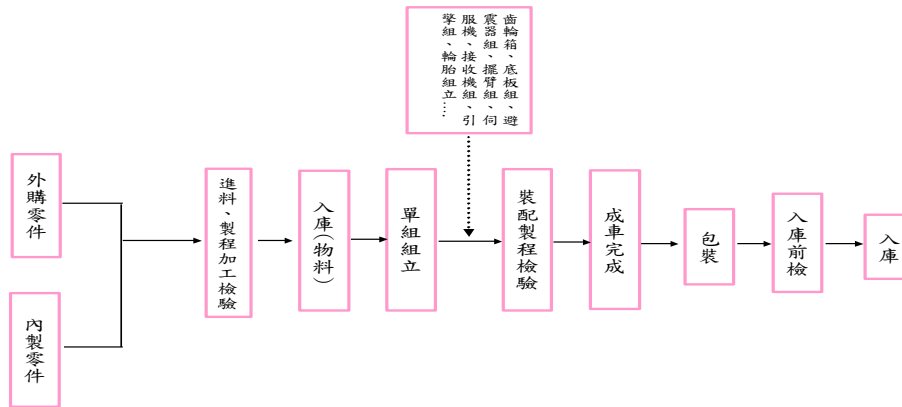 齒輪箱、底板組、避
震器組、擺臂組、伺
服機、接收機組、引
擎組、輪胎組立.....
外購零件
內製零件
進料、製程加工檢驗
入庫(物料)
單組組立
裝配製程檢驗
成車完成
包裝
入庫前檢
入庫